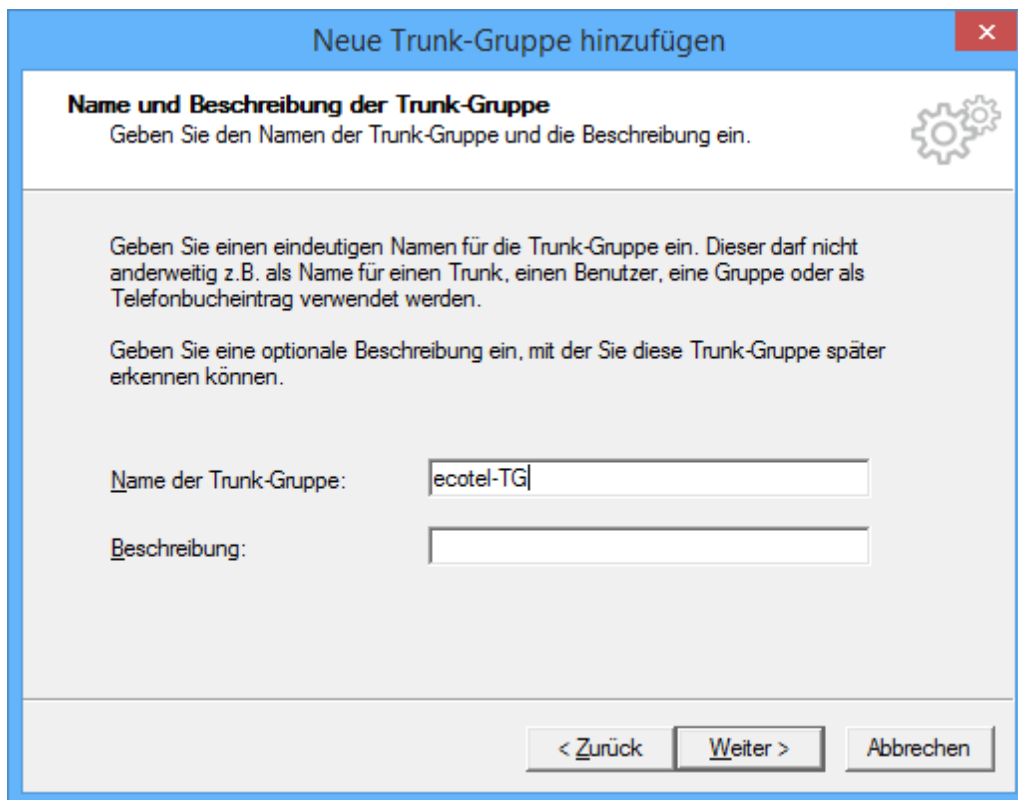 Neue Trunk-Gruppe hinzufügen
Name und Beschreibung der Trunk-Gruppe
Geben Sie den Namen der Trunk-Gruppe und die Beschreibung ein.
Geben Sie einen eindeutigen Namen für die Trunk-Gruppe ein. Dieser darf nicht
anderweitig z.B. als Name für einen Trunk, einen Benutzer, eine Gruppe oder als
Telefonbucheintrag verwendet werden.
Geben Sie eine optionale Beschreibung ein, mit der Sie diese Trunk-Gruppe später
erkennen können.
Name der Trunk-Gruppe: ecotel-TG
Beschreibung:
< Zurück Weiter > Abbrechen